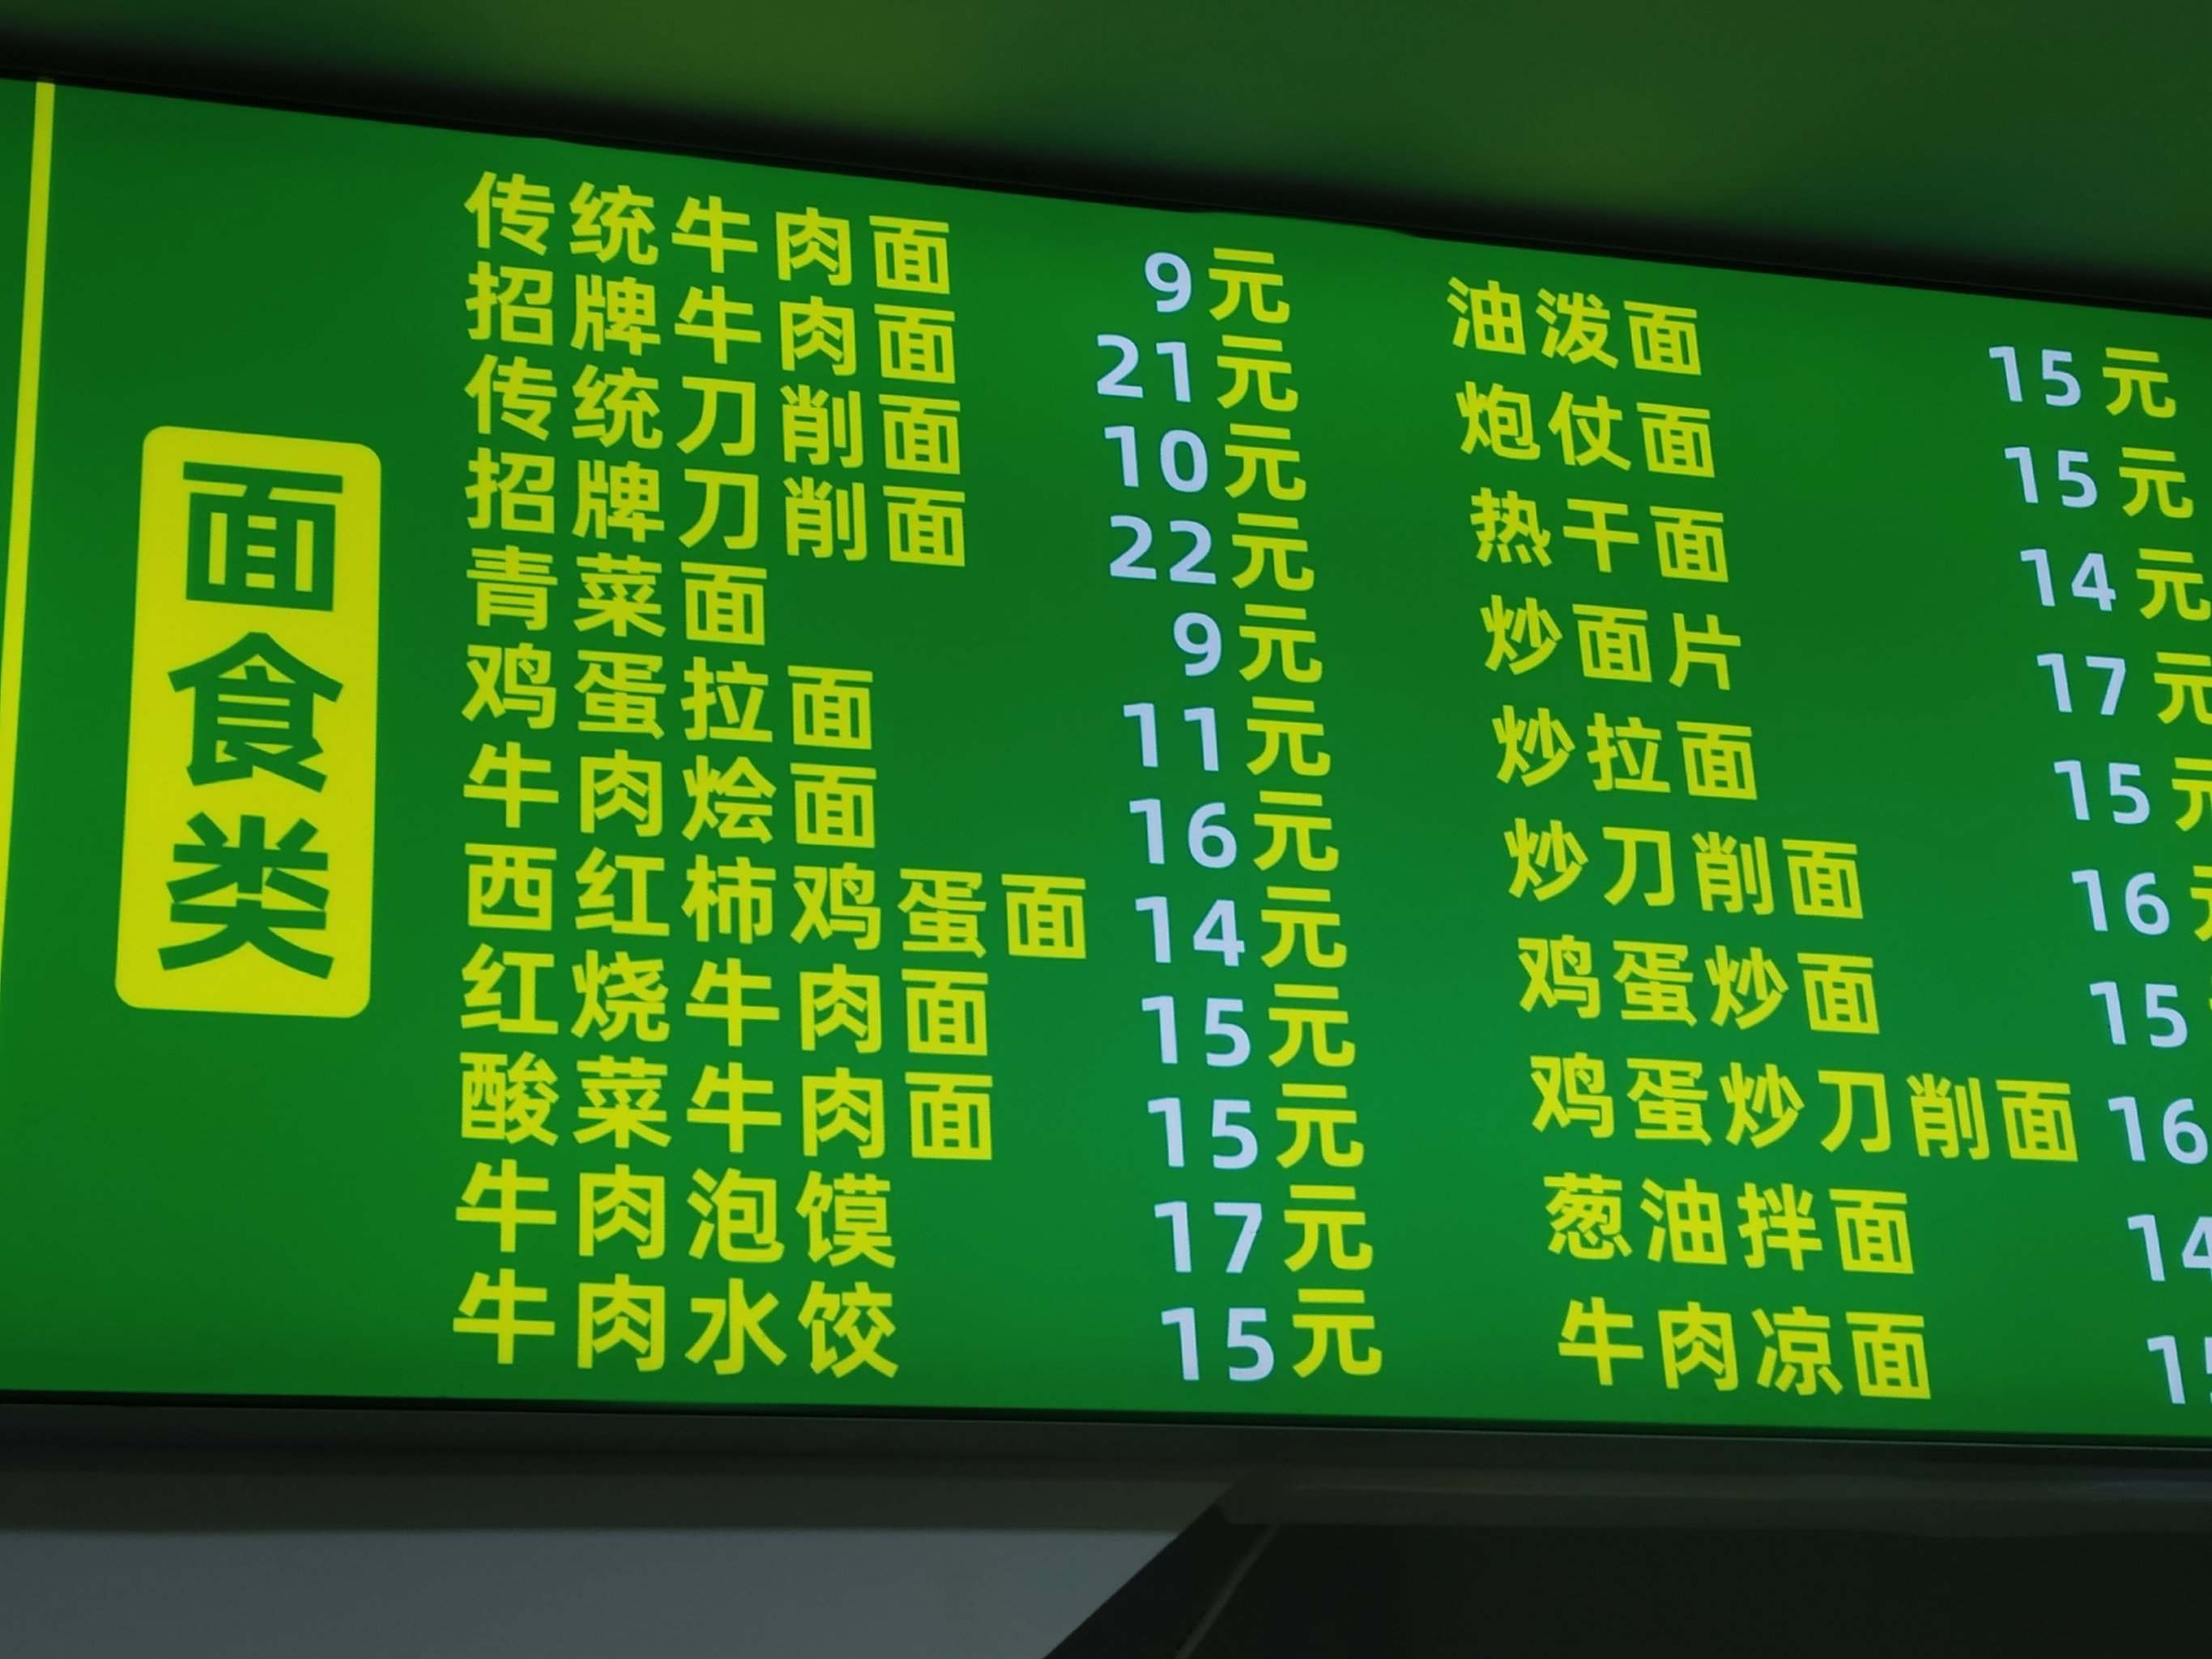 面食类
传统牛肉面 9元
招牌牛肉面 21元
传统刀削面 10元
招牌刀削面 22元
青菜面 9元
鸡蛋拉面 11元
牛肉烩面 16元
西红柿鸡蛋面 14元
红烧牛肉面 15元
酸菜牛肉面 15元
牛肉泡馍 17元
牛肉水饺 15元
油泼面 15元
炮仗面 15元
热干面 14元
炒面片 17元
炒拉面 15元
炒刀削面 16元
鸡蛋炒面 15
鸡蛋炒刀削面 16
葱油拌面 14
牛肉凉面 1